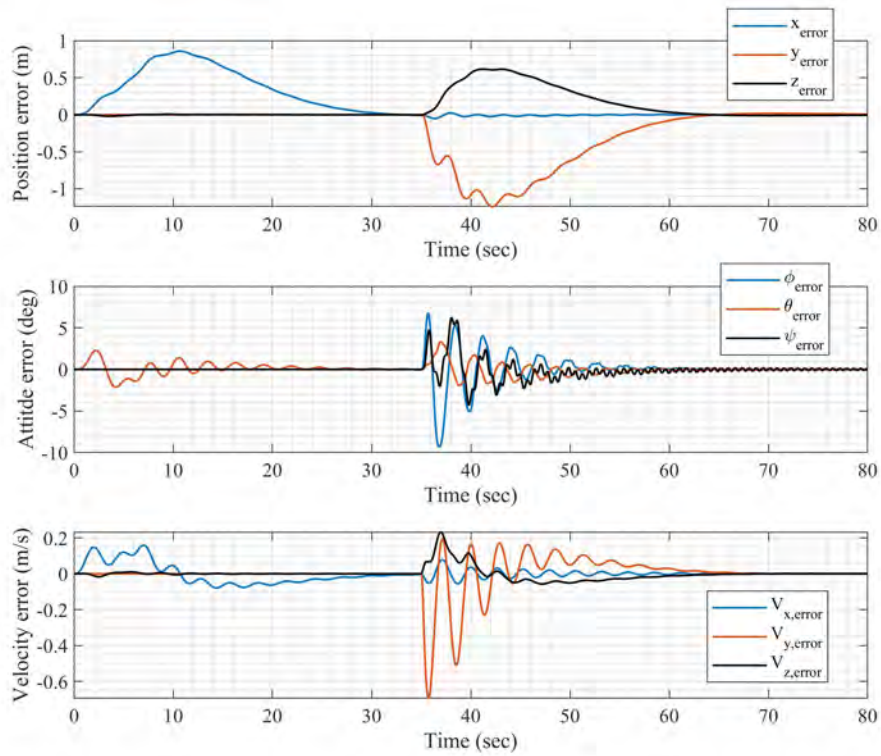 Position error (m)
1
0.5
0
-0.5
-1
x_error
y_error
z_error
0 10 20 30 40 50 60 70 80
Time (sec)
Attitde error (deg)
10
5
0
-5
-10
ϕ_error
θ_error
ψ_error
0 10 20 30 40 50 60 70 80
Time (sec)
Velocity error (m/s)
0.2
0
-0.2
-0.4
-0.6
V_x,error
V_y,error
V_z,error
0 10 20 30 40 50 60 70 80
Time (sec)